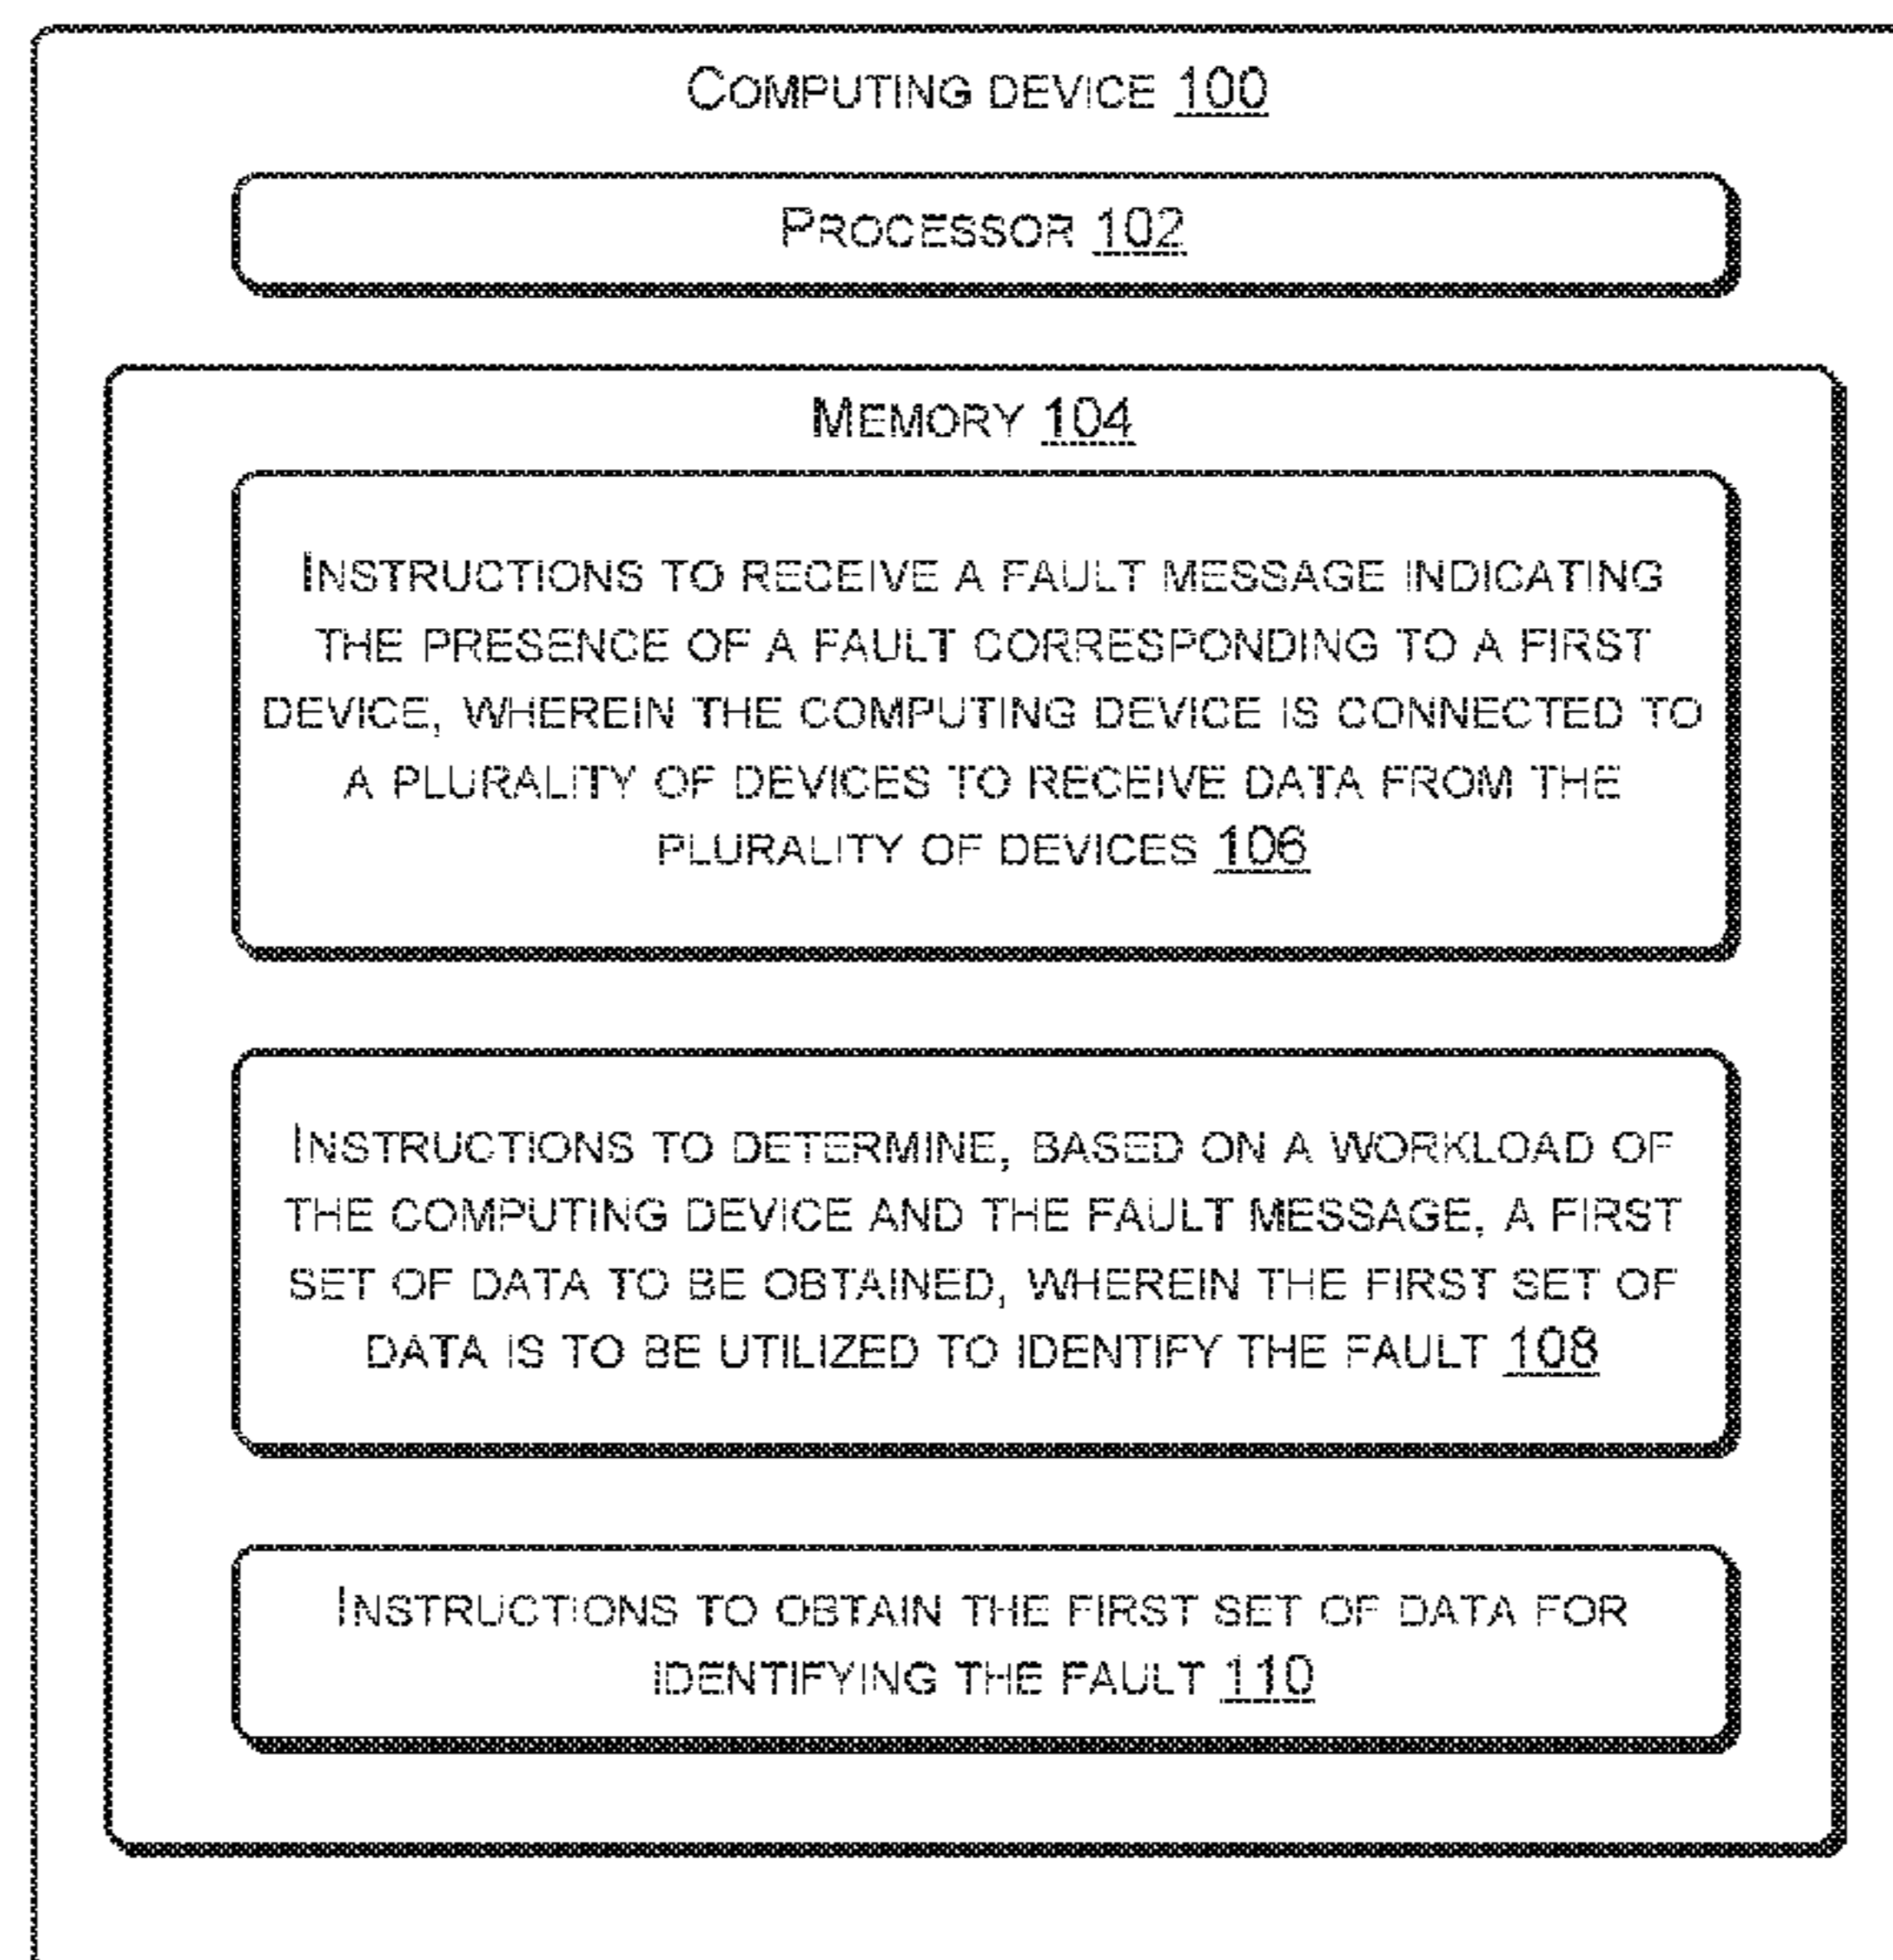 COMPUTING DEVICE 100
PROCESSOR 102
MEMORY 104
INSTRUCTIONS TO RECEIVE A FAULT MESSAGE INDICATING
THE PRESENCE OF A FAULT CORRESPONDING TO A FIRST
DEVICE, WHEREIN THE COMPUTING DEVICE IS CONNECTED TO
A PLURALITY OF DEVICES TO RECEIVE DATA FROM THE
PLURALITY OF DEVICES 106
INSTRUCTIONS TO DETERMINE, BASED ON A WORKLOAD OF
THE COMPUTING DEVICE AND THE FAULT MESSAGE, A FIRST
SET OF DATA TO BE OBTAINED, WHEREIN THE FIRST SET OF
DATA IS TO BE UTILIZED TO IDENTIFY THE FAULT 108
INSTRUCTIONS TO OBTAIN THE FIRST SET OF DATA FOR
IDENTIFYING THE FAULT 110